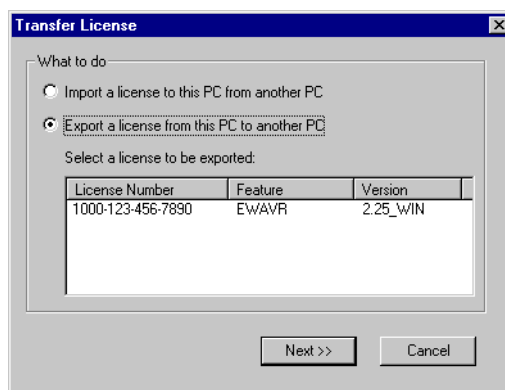 Transfer License
What to do
Import a license to this PC from another PC
Export a license from this PC to another PC
Select a license to be exported:
License Number Feature Version
1000-123-456-7890 EWAVR 2.25_WIN
Next >> Cancel